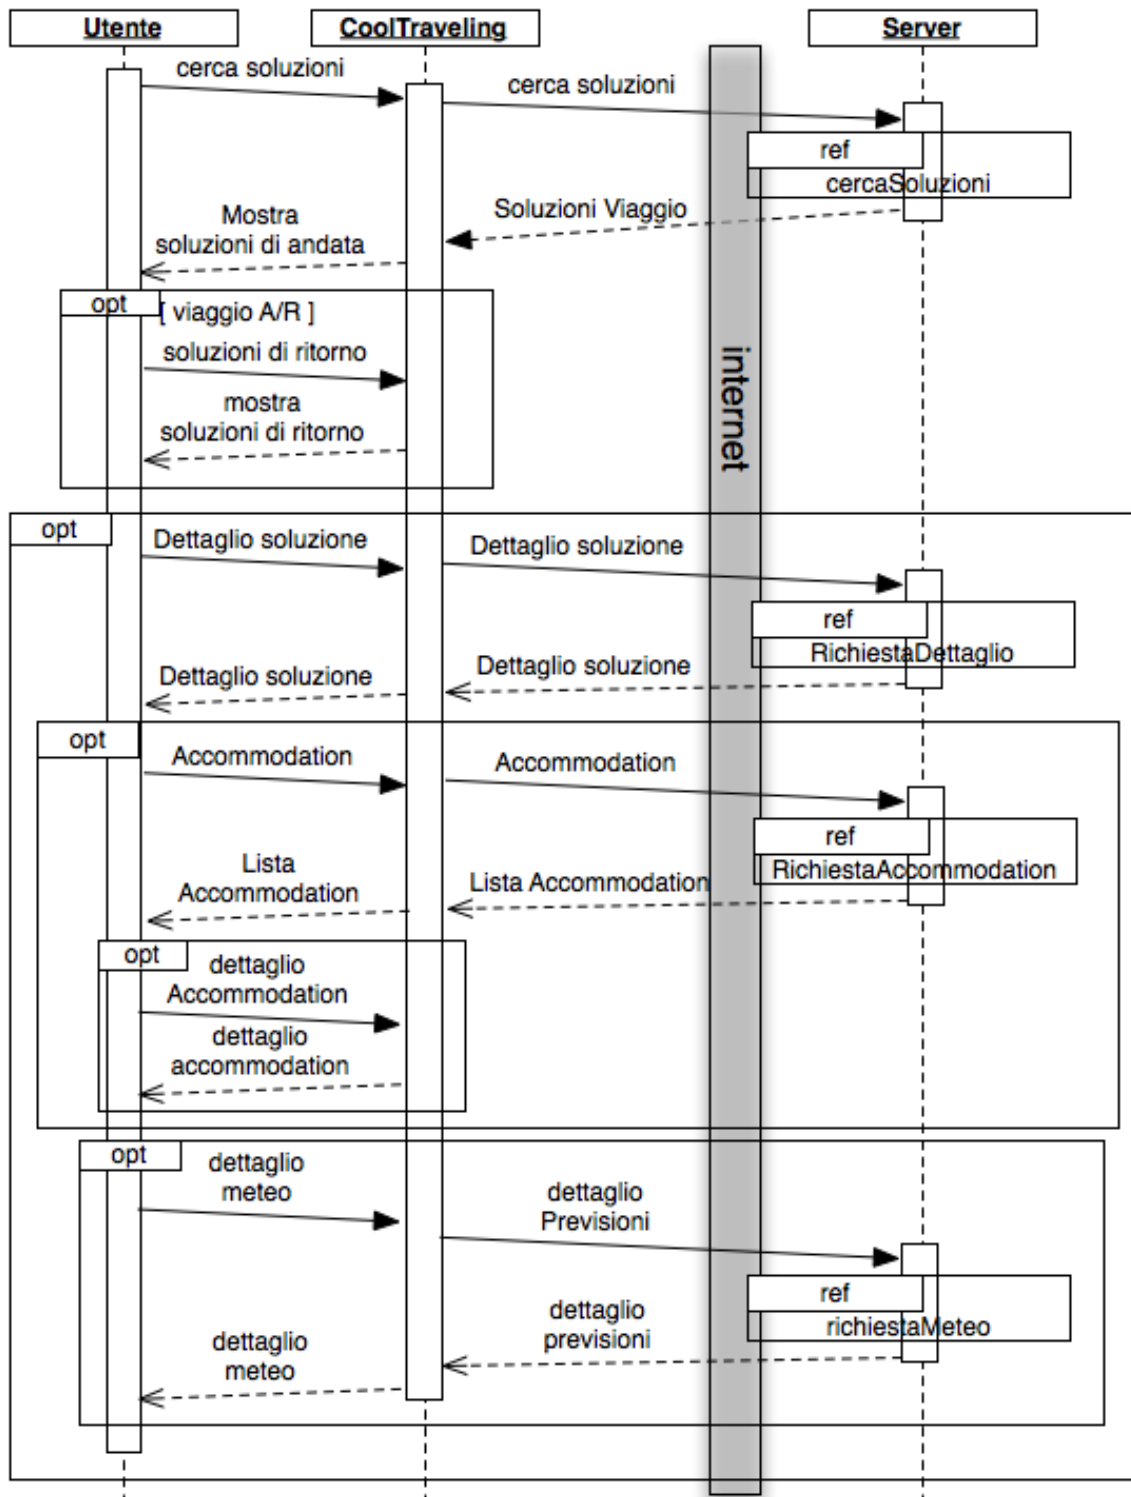 Utente
CoolTraveling
Server
cerca soluzioni
cerca soluzioni
ref
cercaSoluzioni
Soluzioni Viaggio
Mostra
soluzioni di andata
opt
[ viaggio A/R ]
soluzioni di ritorno
mostra
soluzioni di ritorno
internet
opt
Dettaglio soluzione
Dettaglio soluzione
ref
RichiestaDettaglio
Dettaglio soluzione
Dettaglio soluzione
opt
Accommodation
Accommodation
ref
RichiestaAccommodation
Lista Accommodation
Lista
Accommodation
opt
dettaglio
Accommodation
dettaglio
accommodation
opt
dettaglio
meteo
dettaglio
Previsioni
ref
richiestaMeteo
dettaglio
previsioni
dettaglio
meteo